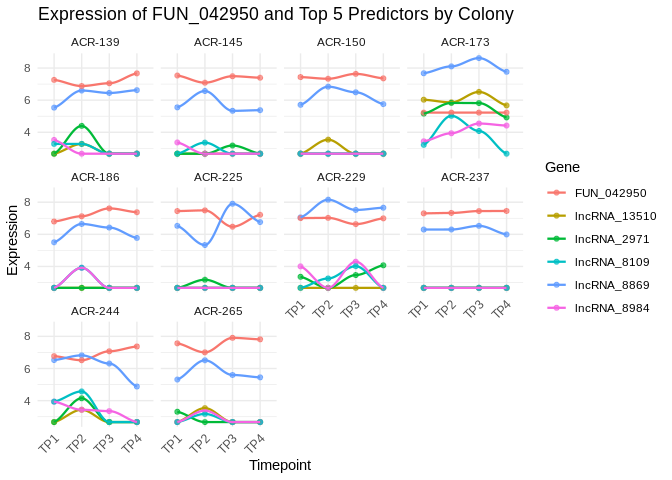 Expression of FUN_042950 and Top 5 Predictors by Colony
ACR-139 ACR-145 ACR-150 ACR-173
8
6
4
ACR-186 ACR-225 ACR-229 ACR-237
8
6
4
TP1 TP2 TP3 TP4 TP1 TP2 TP3 TP4
ACR-244 ACR-265
8
6
4
TP1 TP2 TP3 TP4 TP1 TP2 TP3 TP4
Timepoint
Expression
Gene
FUN_042950
lncRNA_13510
lncRNA_2971
lncRNA_8109
lncRNA_8869
lncRNA_8984